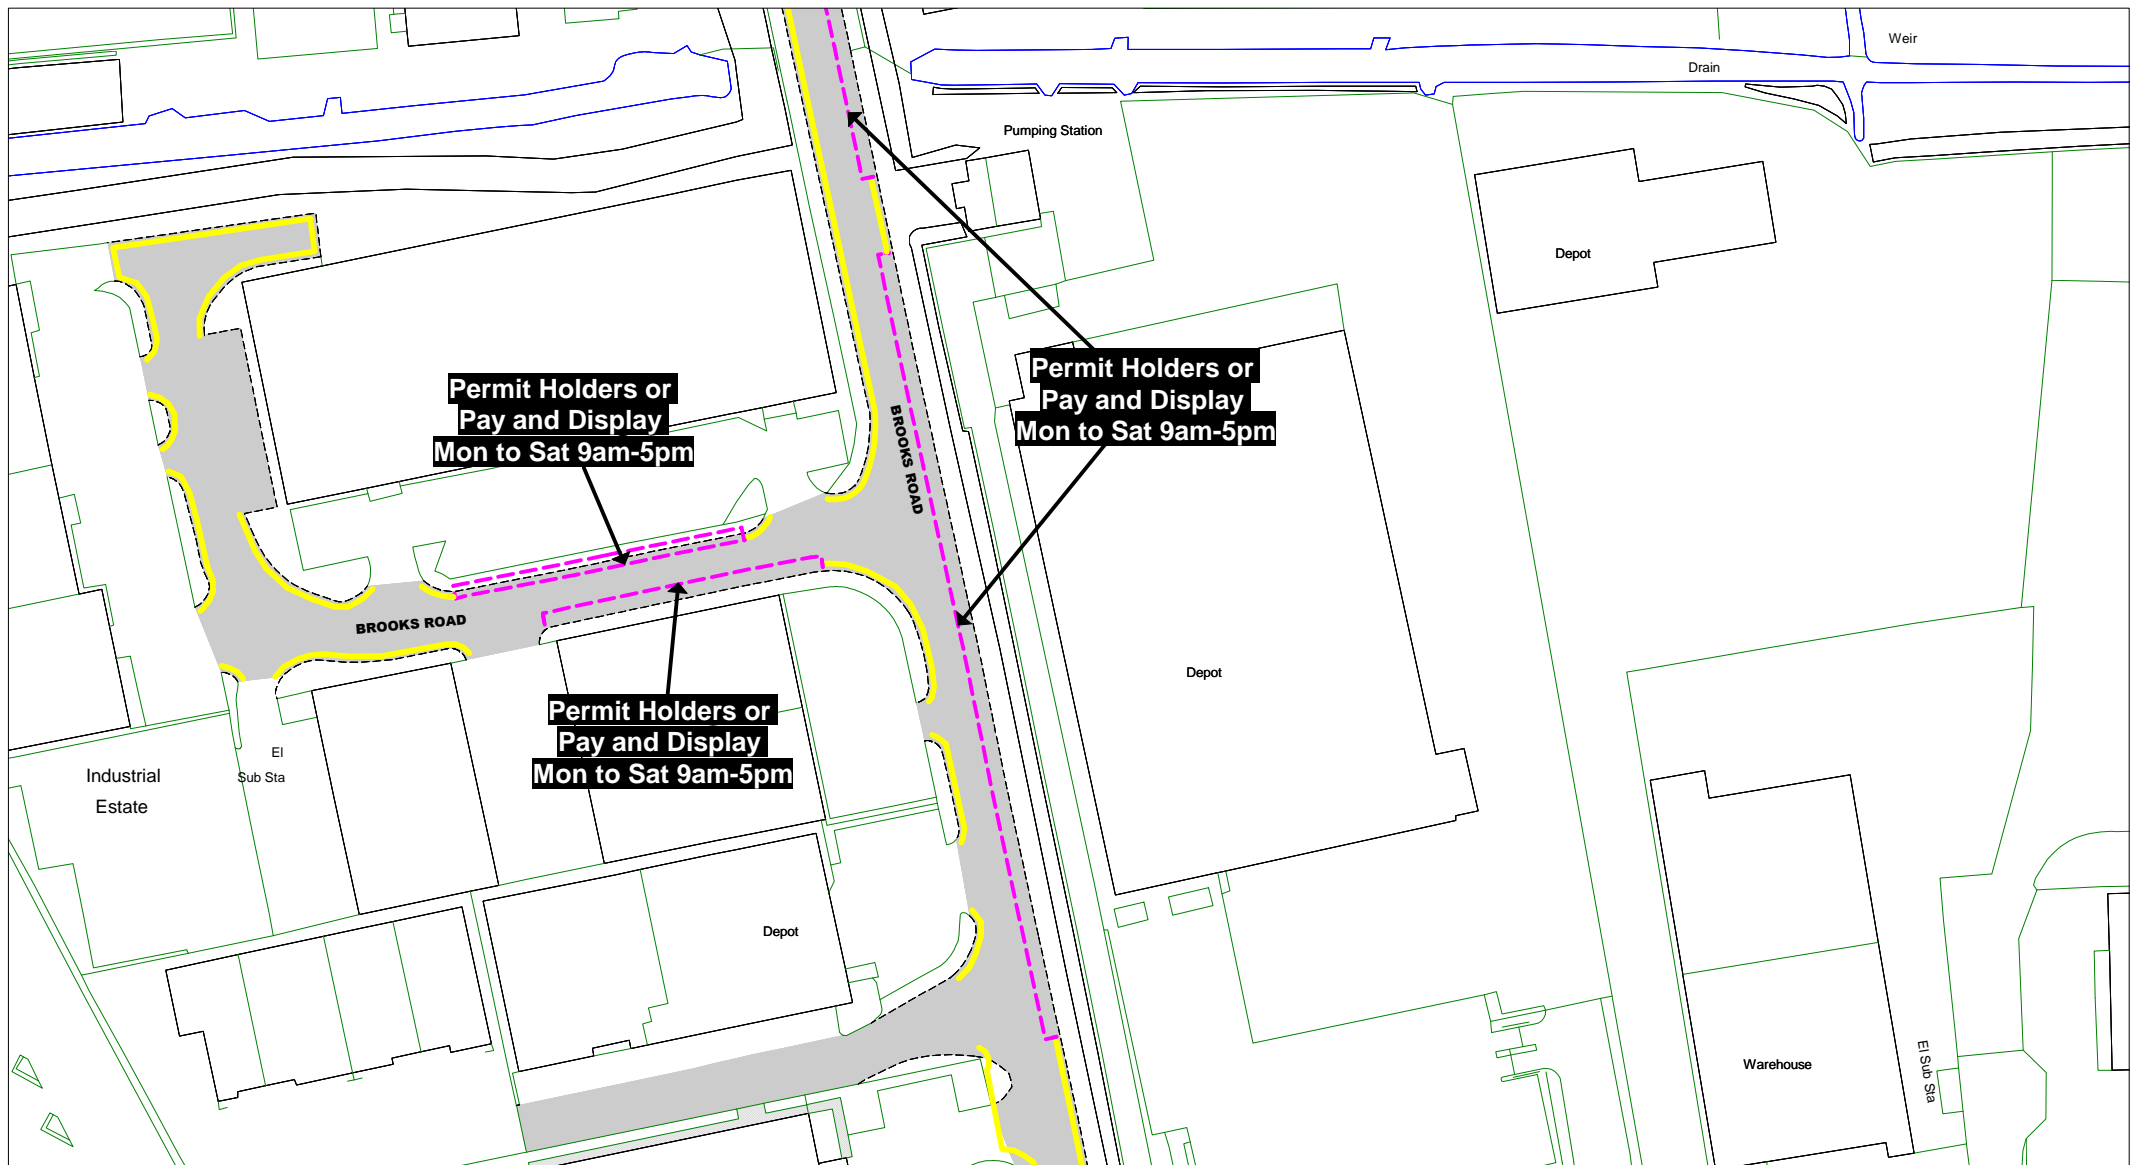 Weir
Drain
Pumping Station
Depot
Permit Holders or
Pay and Display
Mon to Sat 9am-5pm
Permit Holders or
Pay and Display
Mon to Sat 9am-5pm
BROOKS ROAD
BROOKS ROAD
Depot
Permit Holders or
Pay and Display
Mon to Sat 9am-5pm
El
Sub Sta
Industrial
Estate
Depot
Warehouse
El Sub Sta